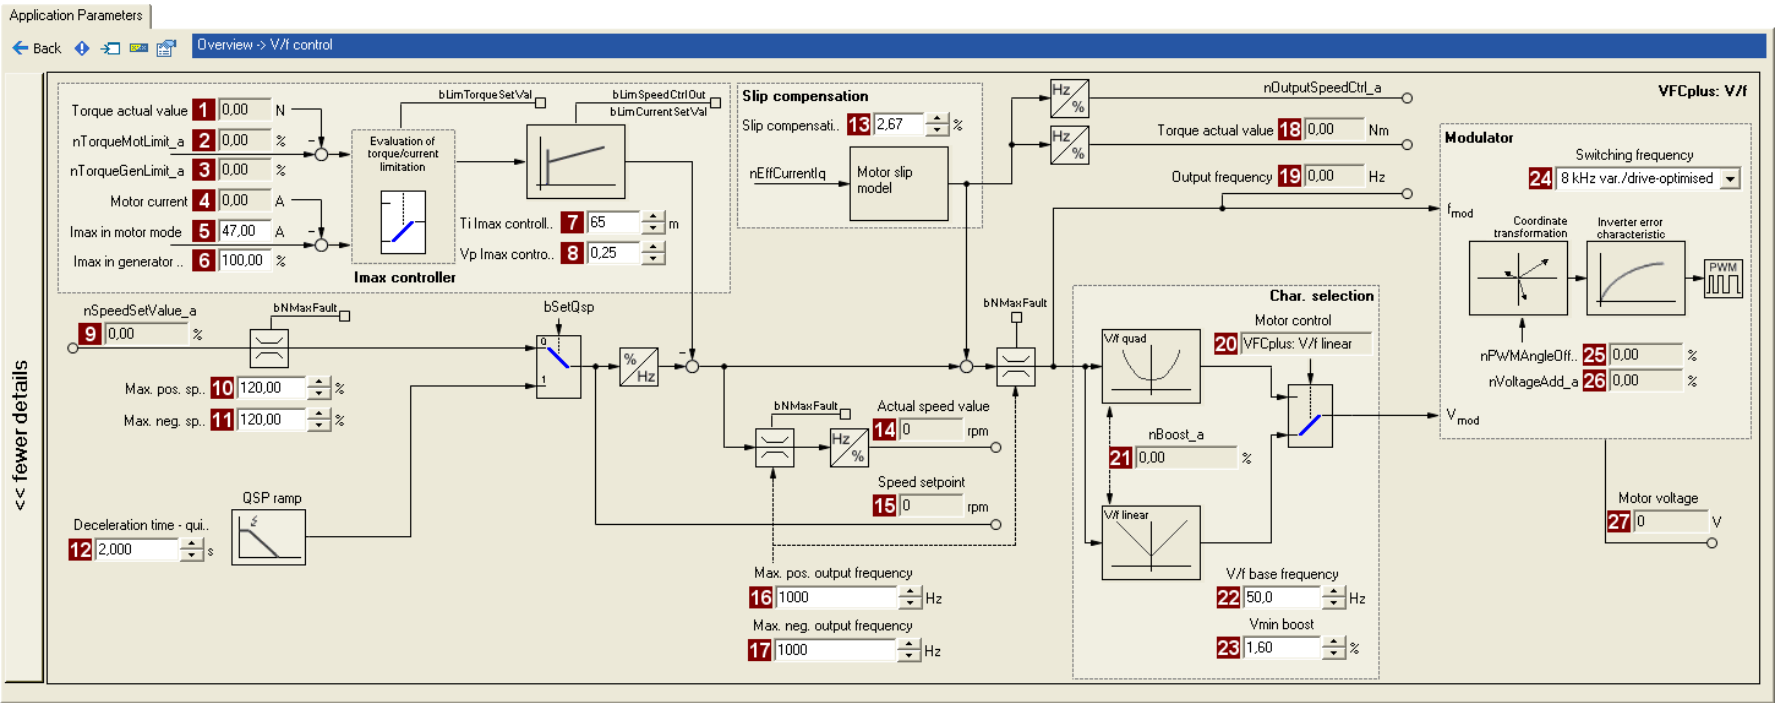 Application Parameters
Back
Overview -> V/f control
<< fewer details
VFCplus: V/f
Torque actual value 1 0,00 N
nTorqueMotLimit_a 2 0,00 %
nTorqueGenLimit_a 3 0,00 %
Motor current 4 0,00 A
Imax in motor mode 5 47,00 A
Imax in generator .. 6 100,00 %
bLimTorqueSetVal
Evaluation of
torque/current
limitation
bLimSpeedCtrlOut
bLimCurrentSetVal
Ti Imax controll.. 7 65 m
Vp Imax contro.. 8 0,25
Imax controller
Slip compensation
Slip compensati.. 13 2,67 %
nEffCurrentIq
Motor slip
model
Hz
%
nOutputSpeedCtrl_a
Hz
%
Torque actual value 18 0,00 Nm
Output frequency 19 0,00 Hz
Modulator
Switching frequency
24 8 kHz var./drive-optimised
fmod
Coordinate
transformation
Inverter error
characteristic
PWM
nPWMAngleOff.. 25 0,00 %
nVoltageAdd_a 26 0,00 %
Vmod
Motor voltage
27 0 V
nSpeedSetValue_a
9 0,00 %
bNMaxFault
Max. pos. sp.. 10 120,00 %
Max. neg. sp.. 11 120,00 %
bSetQsp
0
1
%
Hz
QSP ramp
Deceleration time - qui..
12 2,000 s
bNMaxFault
Hz
%
Actual speed value
14 0 rpm
Speed setpoint
15 0 rpm
bNMaxFault
Max. pos. output frequency
16 1000 Hz
Max. neg. output frequency
17 1000 Hz
Char. selection
Motor control
20 VFCplus: V/f linear
V/f quad
nBoost_a
21 0,00 %
V/f linear
V/f base frequency
22 50,0 Hz
Vmin boost
23 1,60 %